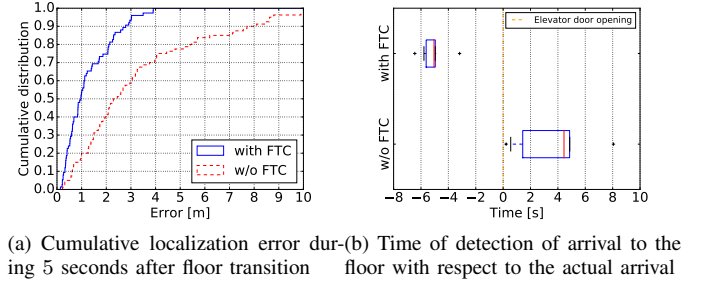 1.0
0.9
0.8
0.7
0.6
0.5
0.4
0.3
0.2
0.1
0.0
Cumulative distribution
0 1 2 3 4 5 6 7 8 9 10
Error [m]
with FTC
w/o FTC
Elevator door opening
with FTC
w/o FTC
−8 −6 −4 −2 0 2 4 6 8 10
Time [s]
(a) Cumulative localization error dur-
ing 5 seconds after floor transition
(b) Time of detection of arrival to the
floor with respect to the actual arrival